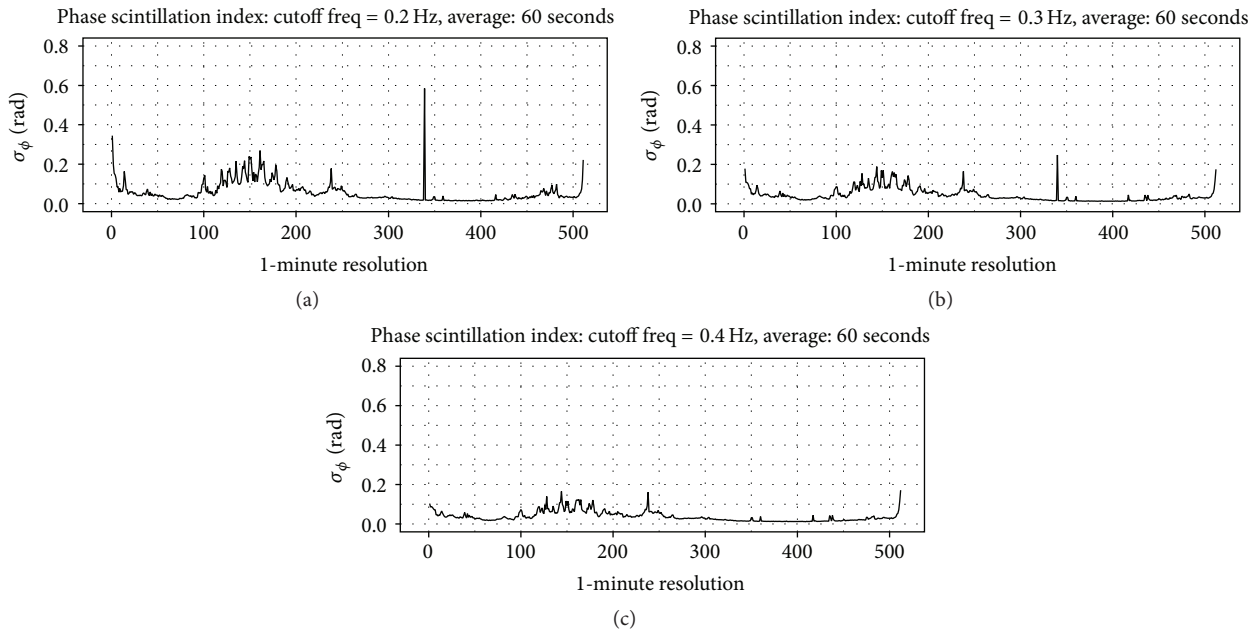 Phase scintillation index: cutoff freq = 0.2 Hz, average: 60 seconds
0.8
0.6
0.4
0.2
0.0
σϕ (rad)
0 100 200 300 400 500
1-minute resolution
(a)
Phase scintillation index: cutoff freq = 0.3 Hz, average: 60 seconds
0.8
0.6
0.4
0.2
0.0
σϕ (rad)
0 100 200 300 400 500
1-minute resolution
(b)
Phase scintillation index: cutoff freq = 0.4 Hz, average: 60 seconds
0.8
0.6
0.4
0.2
0.0
σϕ (rad)
0 100 200 300 400 500
1-minute resolution
(c)